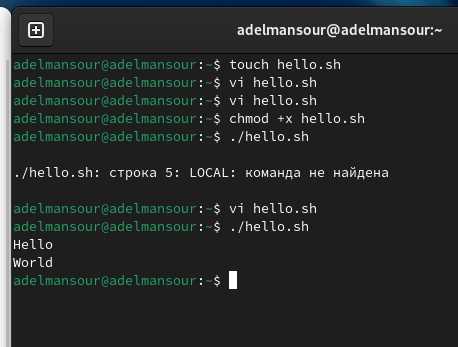 adelmansour@adelmansour:~
adelmansour@adelmansour:~$ touch hello.sh
adelmansour@adelmansour:~$ vi hello.sh
adelmansour@adelmansour:~$ vi hello.sh
adelmansour@adelmansour:~$ chmod +x hello.sh
adelmansour@adelmansour:~$ ./hello.sh
./hello.sh: строка 5: LOCAL: команда не найдена
adelmansour@adelmansour:~$ vi hello.sh
adelmansour@adelmansour:~$ ./hello.sh
Hello
World
adelmansour@adelmansour:~$